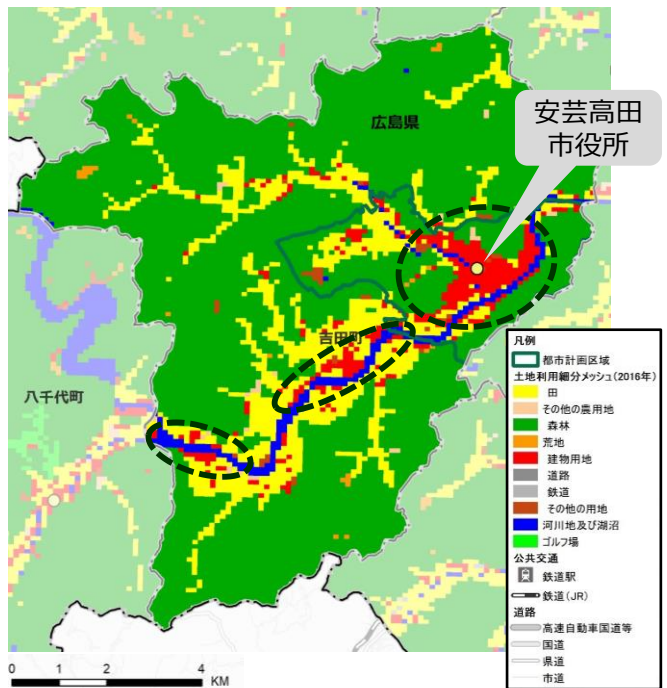 広島県
安芸高田
市役所
吉田町
八千代町
凡例
都市計画区域
土地利用細分メッシュ(2016年)
田
その他の農用地
森林
荒地
建物用地
道路
鉄道
その他の用地
河川地及び湖沼
ゴルフ場
公共交通
鉄道駅
鉄道(JR)
道路
高速自動車国道等
国道
県道
市道
0 1 2 4
KM